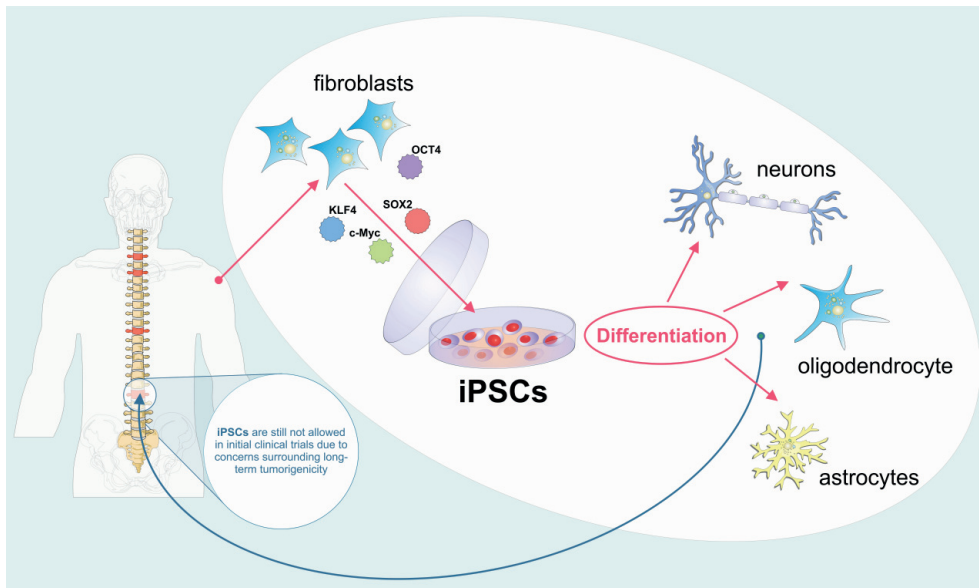 fibroblasts
OCT4
SOX2
KLF4
c-Myc
iPSCs
Differentiation
neurons
oligodendrocyte
astrocytes
iPSCs are still not allowed
in initial clinical trials due to
concerns surrounding long-
term tumorigenicity